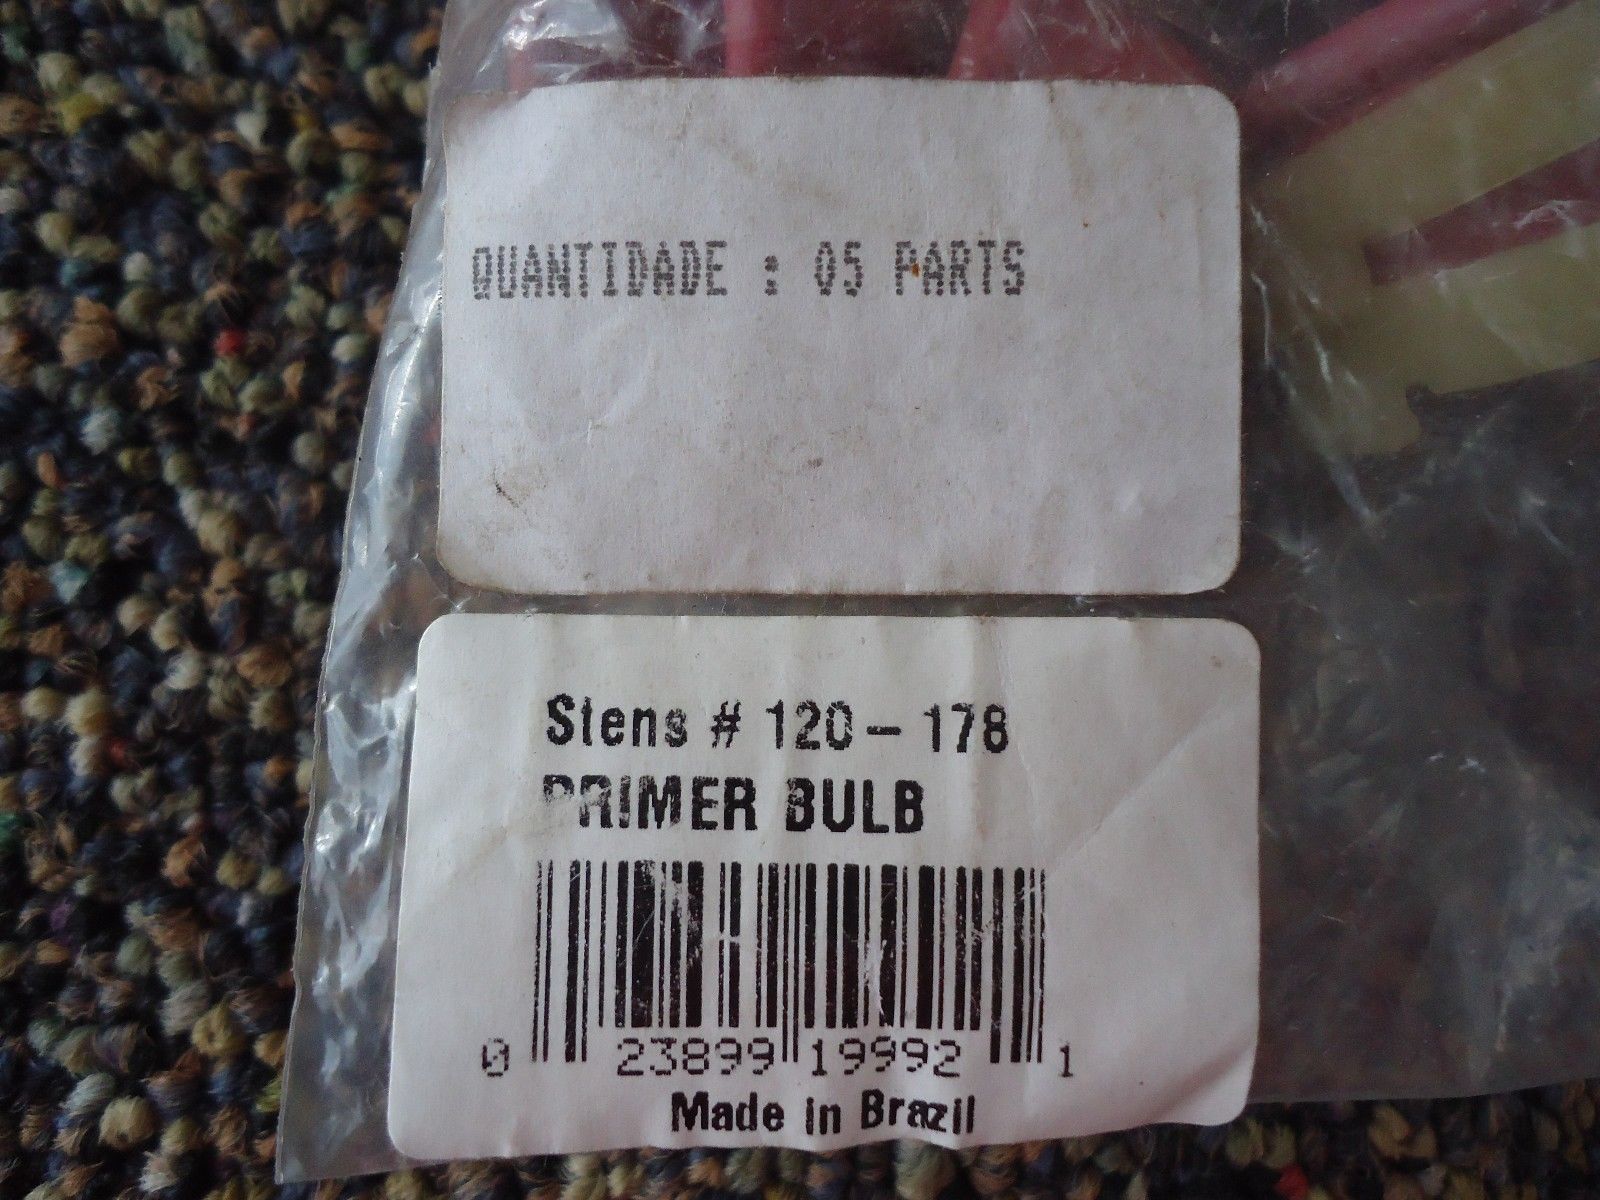 QUANTIDADE : 05 PARTS
Stens # 120-178
PRIMER BULB
0 23899 19992 1
Made in Brazil